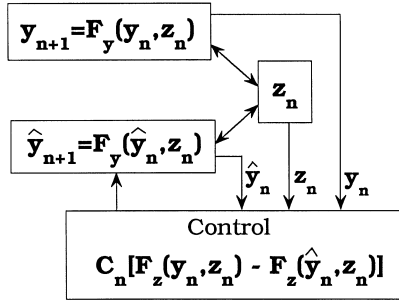 y_{n+1}=F_y(y_n,z_n)
z_n
ŷ_{n+1}=F_y(ŷ_n,z_n)
ŷ_n z_n y_n
Control
C_n[F_z(y_n,z_n) - F_z(ŷ_n,z_n)]